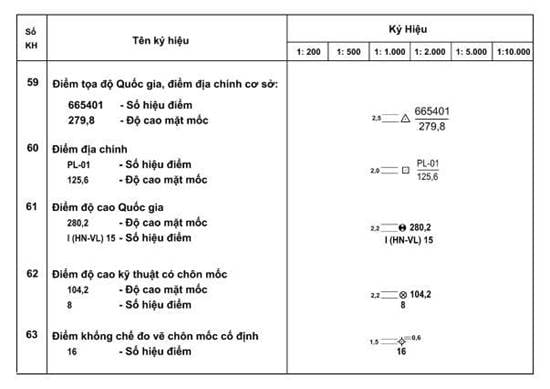 Số KH
Tên ký hiệu
Ký Hiệu
1: 200
1: 500
1: 1.000
1: 2.000
1: 5.000
1:10.000
59 Điểm tọa độ Quốc gia, điểm địa chính cơ sở:
665401 - Số hiệu điểm
279,8 - Độ cao mặt mốc
2,5
665401
279,8
60 Điểm địa chính
PL-01 - Số hiệu điểm
125,6 - Độ cao mặt mốc
2,0
PL-01
125,6
61 Điểm độ cao Quốc gia
280,2 - Độ cao mặt mốc
I (HN-VL) 15 - Số hiệu điểm
2,2 280,2
I (HN-VL) 15
62 Điểm độ cao kỹ thuật có chôn mốc
104,2 - Độ cao mặt mốc
8 - Số hiệu điểm
2,2 104,2
8
63 Điểm khống chế đo vẽ chôn mốc cố định
16 - Số hiệu điểm
1,5 0,6
16